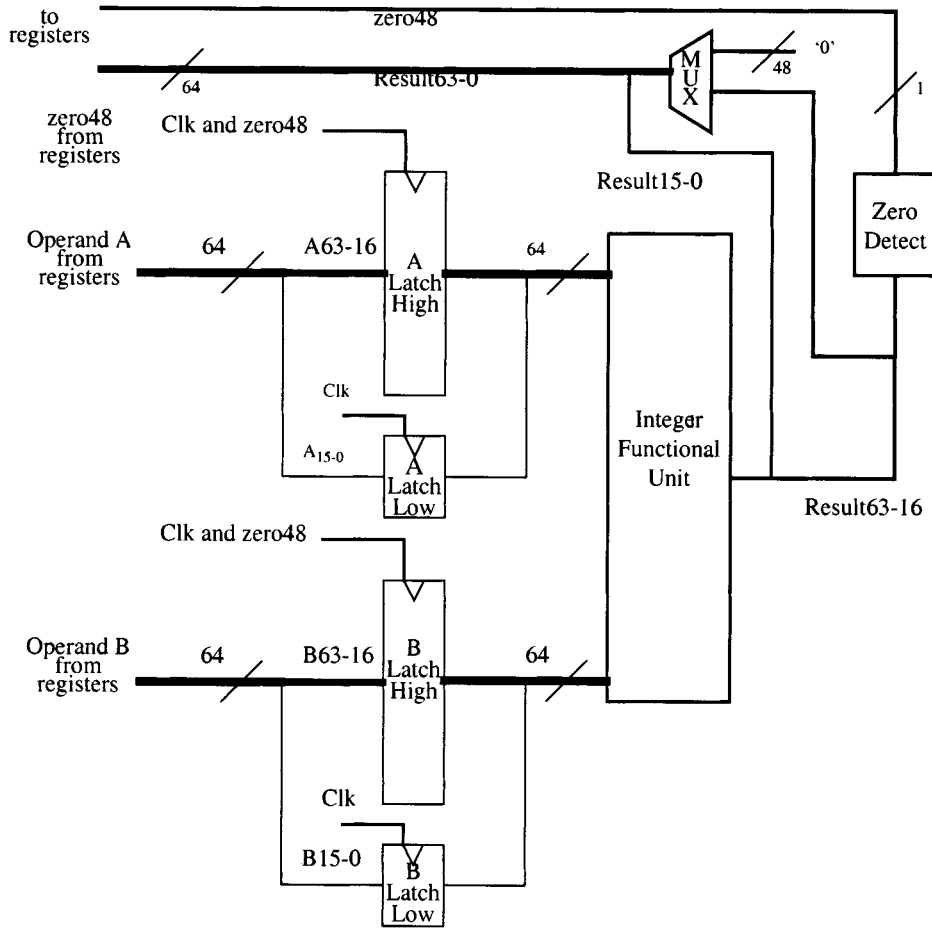 to
registers
zero48
64
Result63-0
MUX
48
‘0’
1
zero48
from
registers
Clk and zero48
Result15-0
Zero
Detect
Operand A
from
registers
64
A63-16
A
Latch
High
64
Clk
A15-0
A
Latch
Low
Integer
Functional
Unit
Result63-16
Clk and zero48
Operand B
from
registers
64
B63-16
B
Latch
High
64
Clk
B15-0
B
Latch
Low